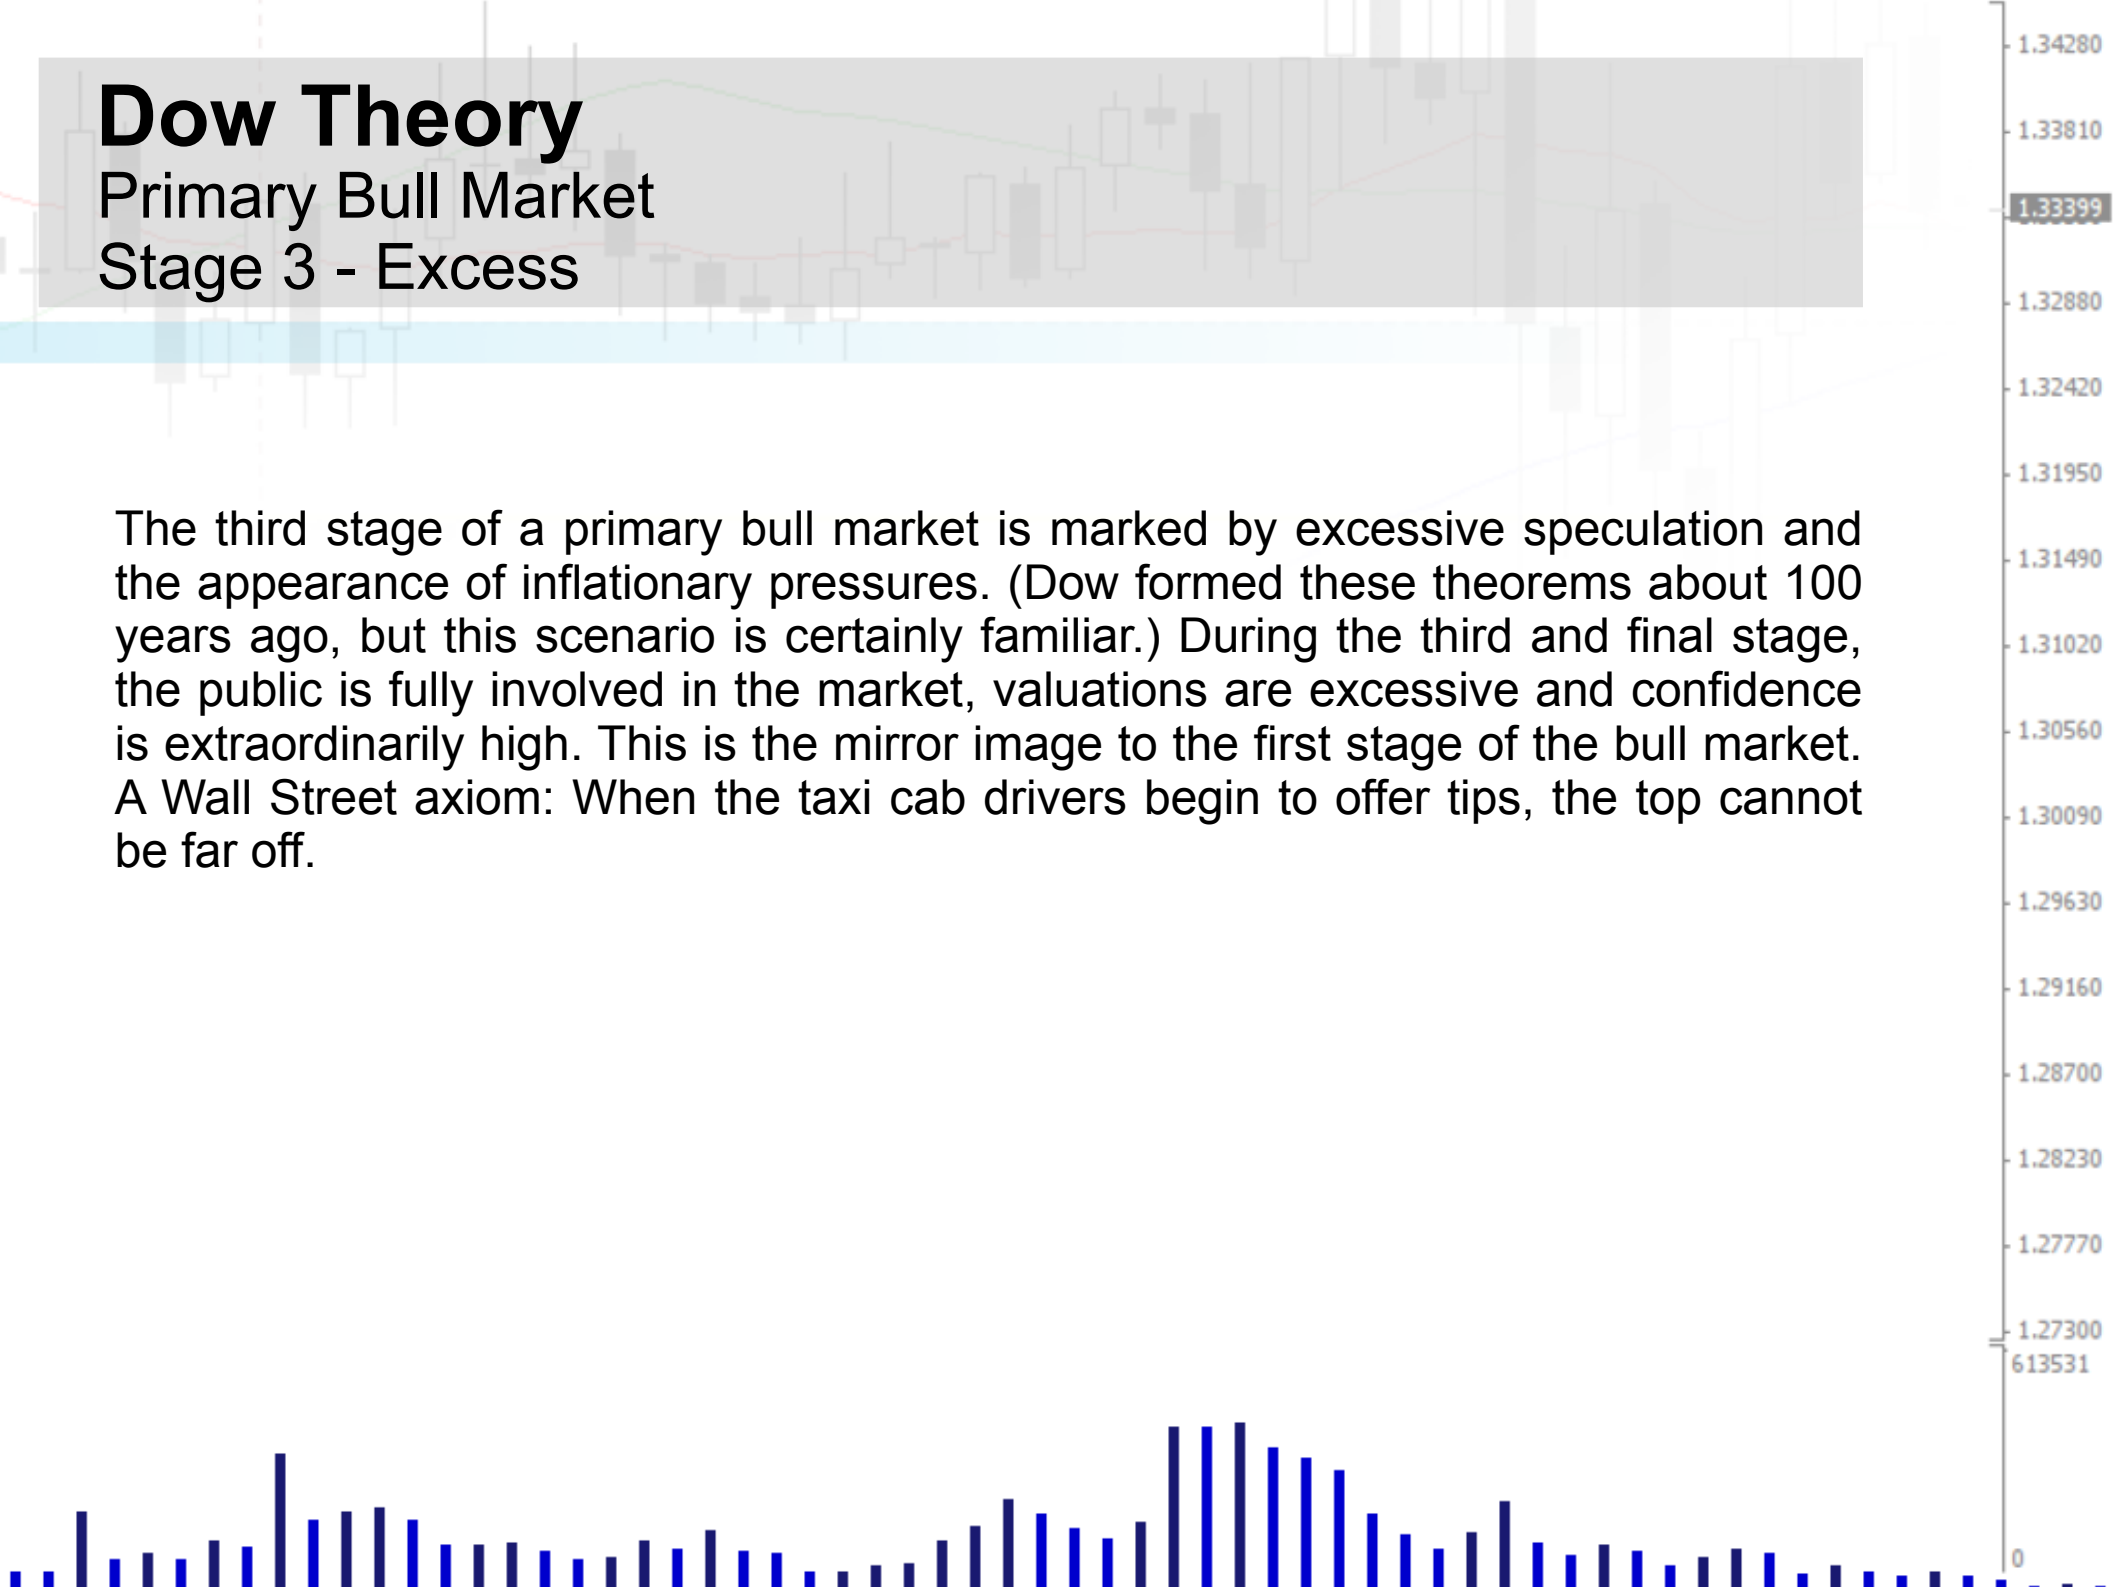 Dow Theory
Primary Bull Market
Stage 3 - Excess
The third stage of a primary bull market is marked by excessive speculation and
the appearance of inflationary pressures. (Dow formed these theorems about 100
years ago, but this scenario is certainly familiar.) During the third and final stage,
the public is fully involved in the market, valuations are excessive and confidence
is extraordinarily high. This is the mirror image to the first stage of the bull market.
A Wall Street axiom: When the taxi cab drivers begin to offer tips, the top cannot
be far off.
1.34280
1.33810
1.33399
1.32880
1.32420
1.31950
1.31490
1.31020
1.30560
1.30090
1.29630
1.29160
1.28700
1.28230
1.27770
1.27300
613531
0